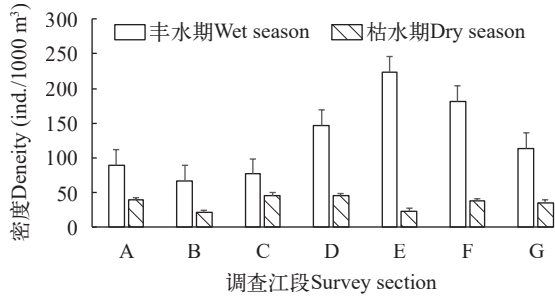 密度Deneity (ind./1000 m³)
300
250
200
150
100
50
0
丰水期Wet season 枯水期Dry season
A B C D E F G
调查江段Survey section